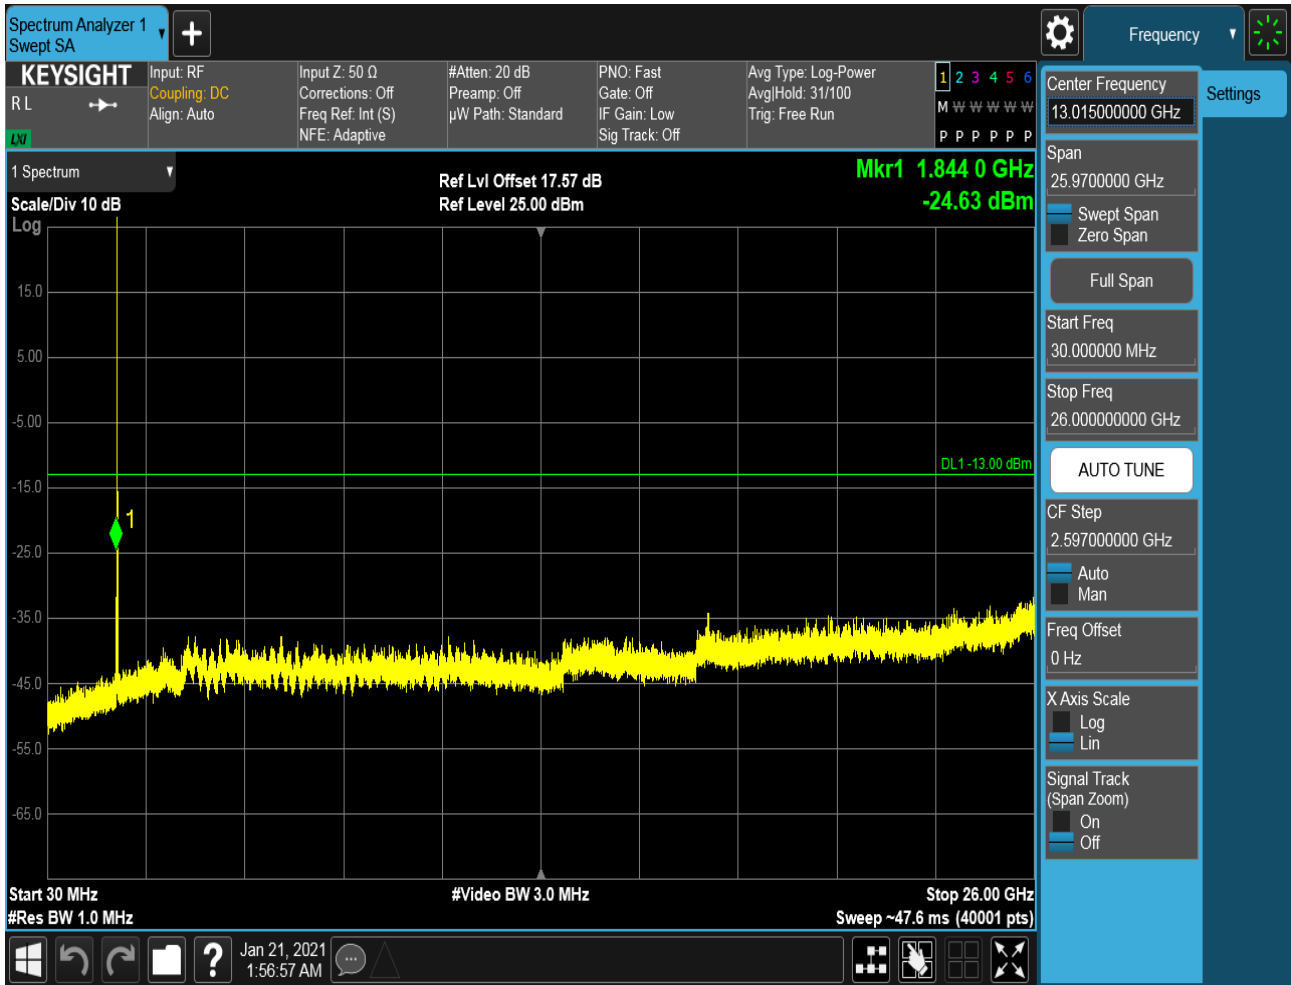 Spectrum Analyzer 1
Swept SA
Frequency
KEYSIGHT
R L
LXI
Input: RF
Coupling: DC
Align: Auto
Input Z: 50 Ω
Corrections: Off
Freq Ref: Int (S)
NFE: Adaptive
#Atten: 20 dB
Preamp: Off
µW Path: Standard
PNO: Fast
Gate: Off
IF Gain: Low
Sig Track: Off
Avg Type: Log-Power
Avg|Hold: 31/100
Trig: Free Run
1 2 3 4 5 6
M W W W W W
P P P P P P
1 Spectrum
Scale/Div 10 dB
Log
Ref Lvl Offset 17.57 dB
Ref Level 25.00 dBm
Mkr1 1.844 0 GHz
-24.63 dBm
15.0
5.00
-5.00
DL1 -13.00 dBm
-15.0
1
-25.0
-35.0
-45.0
-55.0
-65.0
Start 30 MHz
#Res BW 1.0 MHz
#Video BW 3.0 MHz
Stop 26.00 GHz
Sweep ~47.6 ms (40001 pts)
Center Frequency
13.015000000 GHz
Settings
Span
25.9700000 GHz
Swept Span
Zero Span
Full Span
Start Freq
30.000000 MHz
Stop Freq
26.000000000 GHz
AUTO TUNE
CF Step
2.597000000 GHz
Auto
Man
Freq Offset
0 Hz
X Axis Scale
Log
Lin
Signal Track
(Span Zoom)
On
Off
?
Jan 21, 2021
1:56:57 AM